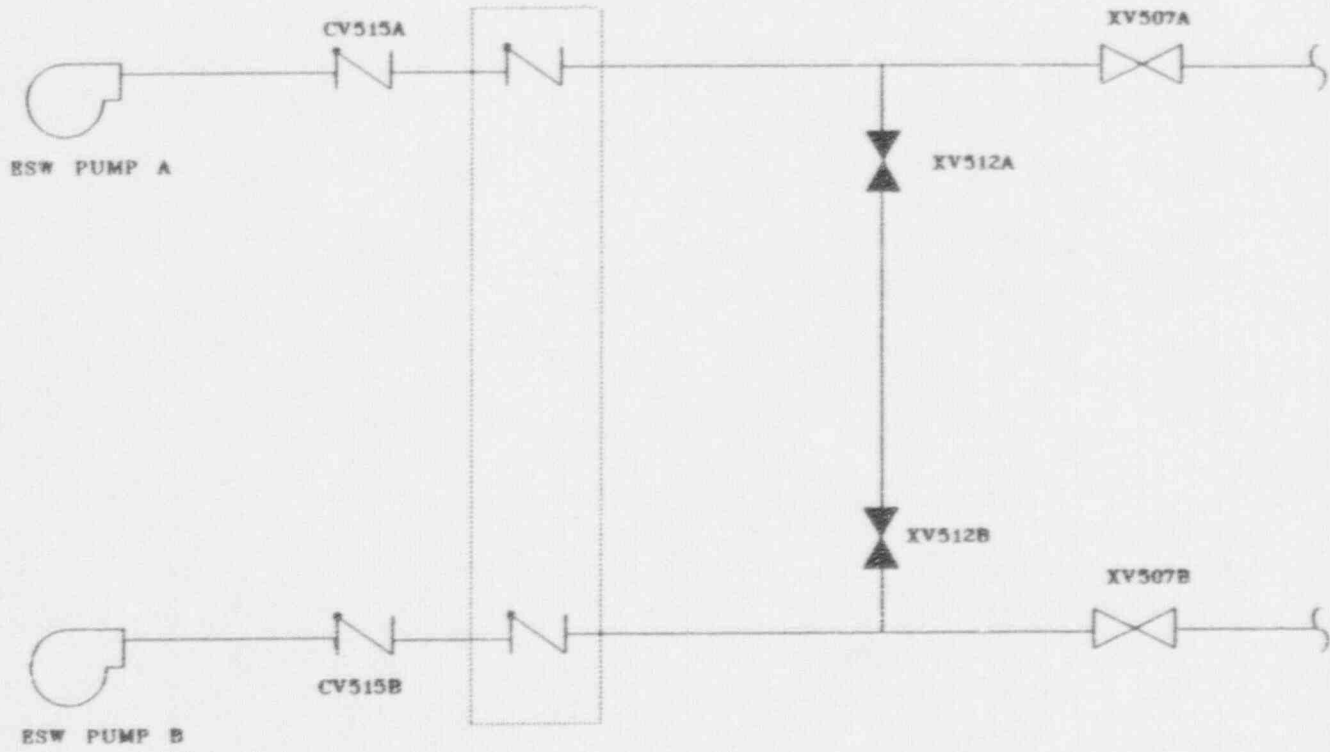 CV515A
XV507A
ESW PUMP A
XV512A
XV512B
XV507B
CV515B
ESW PUMP B